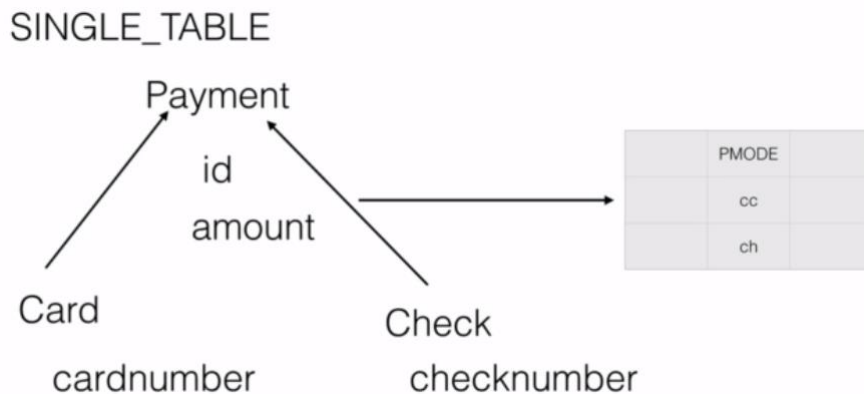 SINGLE_TABLE
Payment
id
amount
Card
cardnumber
Check
checknumber
PMODE
cc
ch